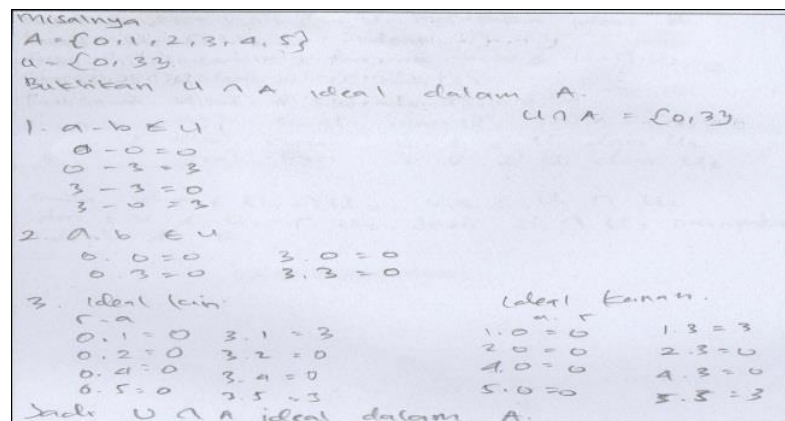 Misalnya
A = {0, 1, 2, 3, 4, 5}
U = {0, 3}
Buktikan U ∩ A ideal dalam A.
U ∩ A = {0, 3}
1. a - b ∈ U
0 - 0 = 0
0 - 3 = 3
3 - 3 = 0
3 - 0 = 3
2. a. b ∈ U
0. 0 = 0 3. 0 = 0
0. 3 = 0 3. 3 = 0
3. Ideal kiri. Ideal kanan.
r - a a. r
0. 1 = 0 3. 1 = 3 1. 0 = 0 1. 3 = 3
0. 2 = 0 3. 2 = 0 2 0 = 0 2. 3 = 0
0. 4 = 0 3. 4 = 0 4. 0 = 0 4. 3 = 0
0. 5 = 0 3. 5 = 3 5. 0 = 0 5. 3 = 3
Jadi U ∩ A ideal dalam A.